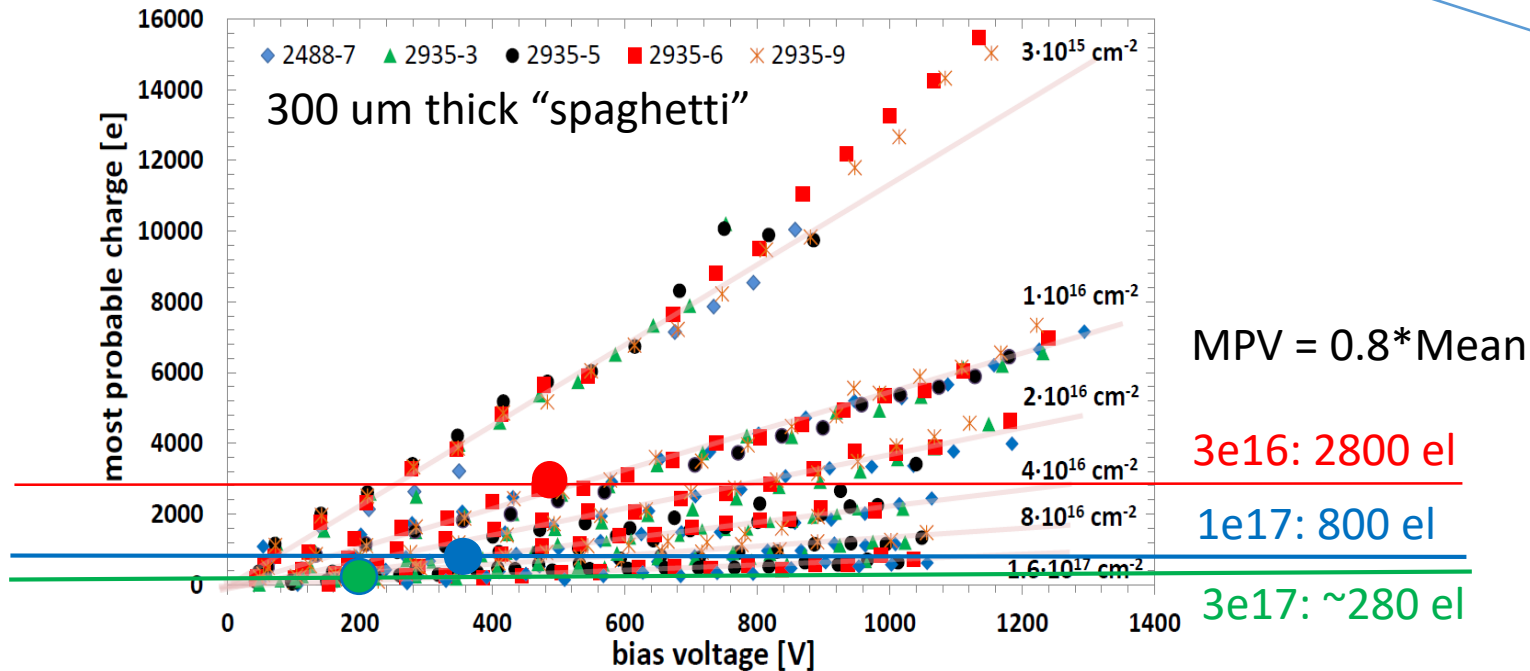 16000
14000
12000
10000
8000
6000
4000
2000
0
most probable charge [e]
2488-7 2935-3 2935-5 2935-6 2935-9
300 um thick “spaghetti”
3·10¹⁵ cm⁻²
1·10¹⁶ cm⁻²
2·10¹⁶ cm⁻²
4·10¹⁶ cm⁻²
8·10¹⁶ cm⁻²
1.6·10¹⁷ cm⁻²
0 200 400 600 800 1000 1200 1400
bias voltage [V]
MPV = 0.8*Mean
3e16: 2800 el
1e17: 800 el
3e17: ~280 el